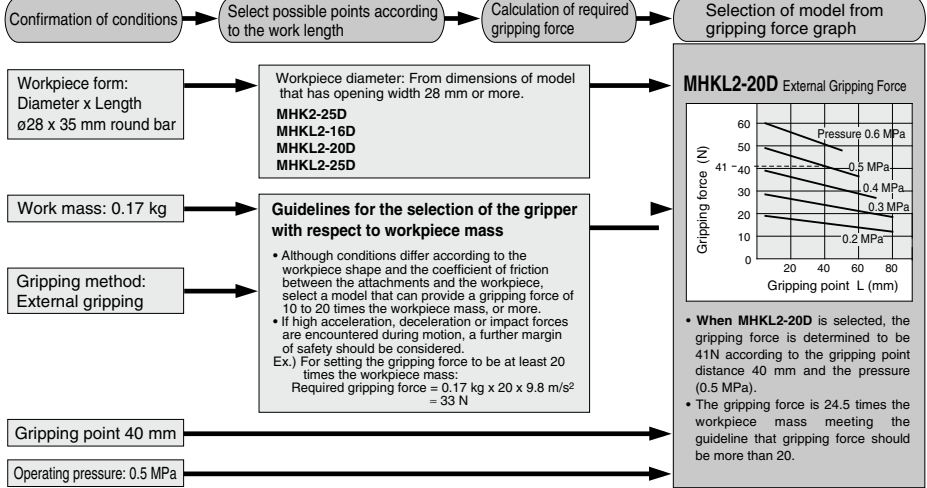 Confirmation of conditions
Select possible points according
to the work length
Calculation of required
gripping force
Selection of model from
gripping force graph
Workpiece form:
Diameter x Length
ø28 x 35 mm round bar
Workpiece diameter: From dimensions of model
that has opening width 28 mm or more.
MHK2-25D
MHKL2-16D
MHKL2-20D
MHKL2-25D
Work mass: 0.17 kg
Gripping method:
External gripping
Guidelines for the selection of the gripper
with respect to workpiece mass
• Although conditions differ according to the
workpiece shape and the coefficient of friction
between the attachments and the workpiece,
select a model that can provide a gripping force of
10 to 20 times the workpiece mass, or more.
• If high acceleration, deceleration or impact forces
are encountered during motion, a further margin
of safety should be considered.
Ex.) For setting the gripping force to be at least 20
times the workpiece mass:
Required gripping force = 0.17 kg x 20 x 9.8 m/s²
= 33 N
Gripping point 40 mm
Operating pressure: 0.5 MPa
MHKL2-20D External Gripping Force
Gripping force (N)
60
50
41
40
30
20
10
0
Pressure 0.6 MPa
0.5 MPa
0.4 MPa
0.3 MPa
0.2 MPa
20 40 60 80
Gripping point L (mm)
• When MHKL2-20D is selected, the
gripping force is determined to be
41N according to the gripping point
distance 40 mm and the pressure
(0.5 MPa).
• The gripping force is 24.5 times the
workpiece mass meeting the
guideline that gripping force should
be more than 20.